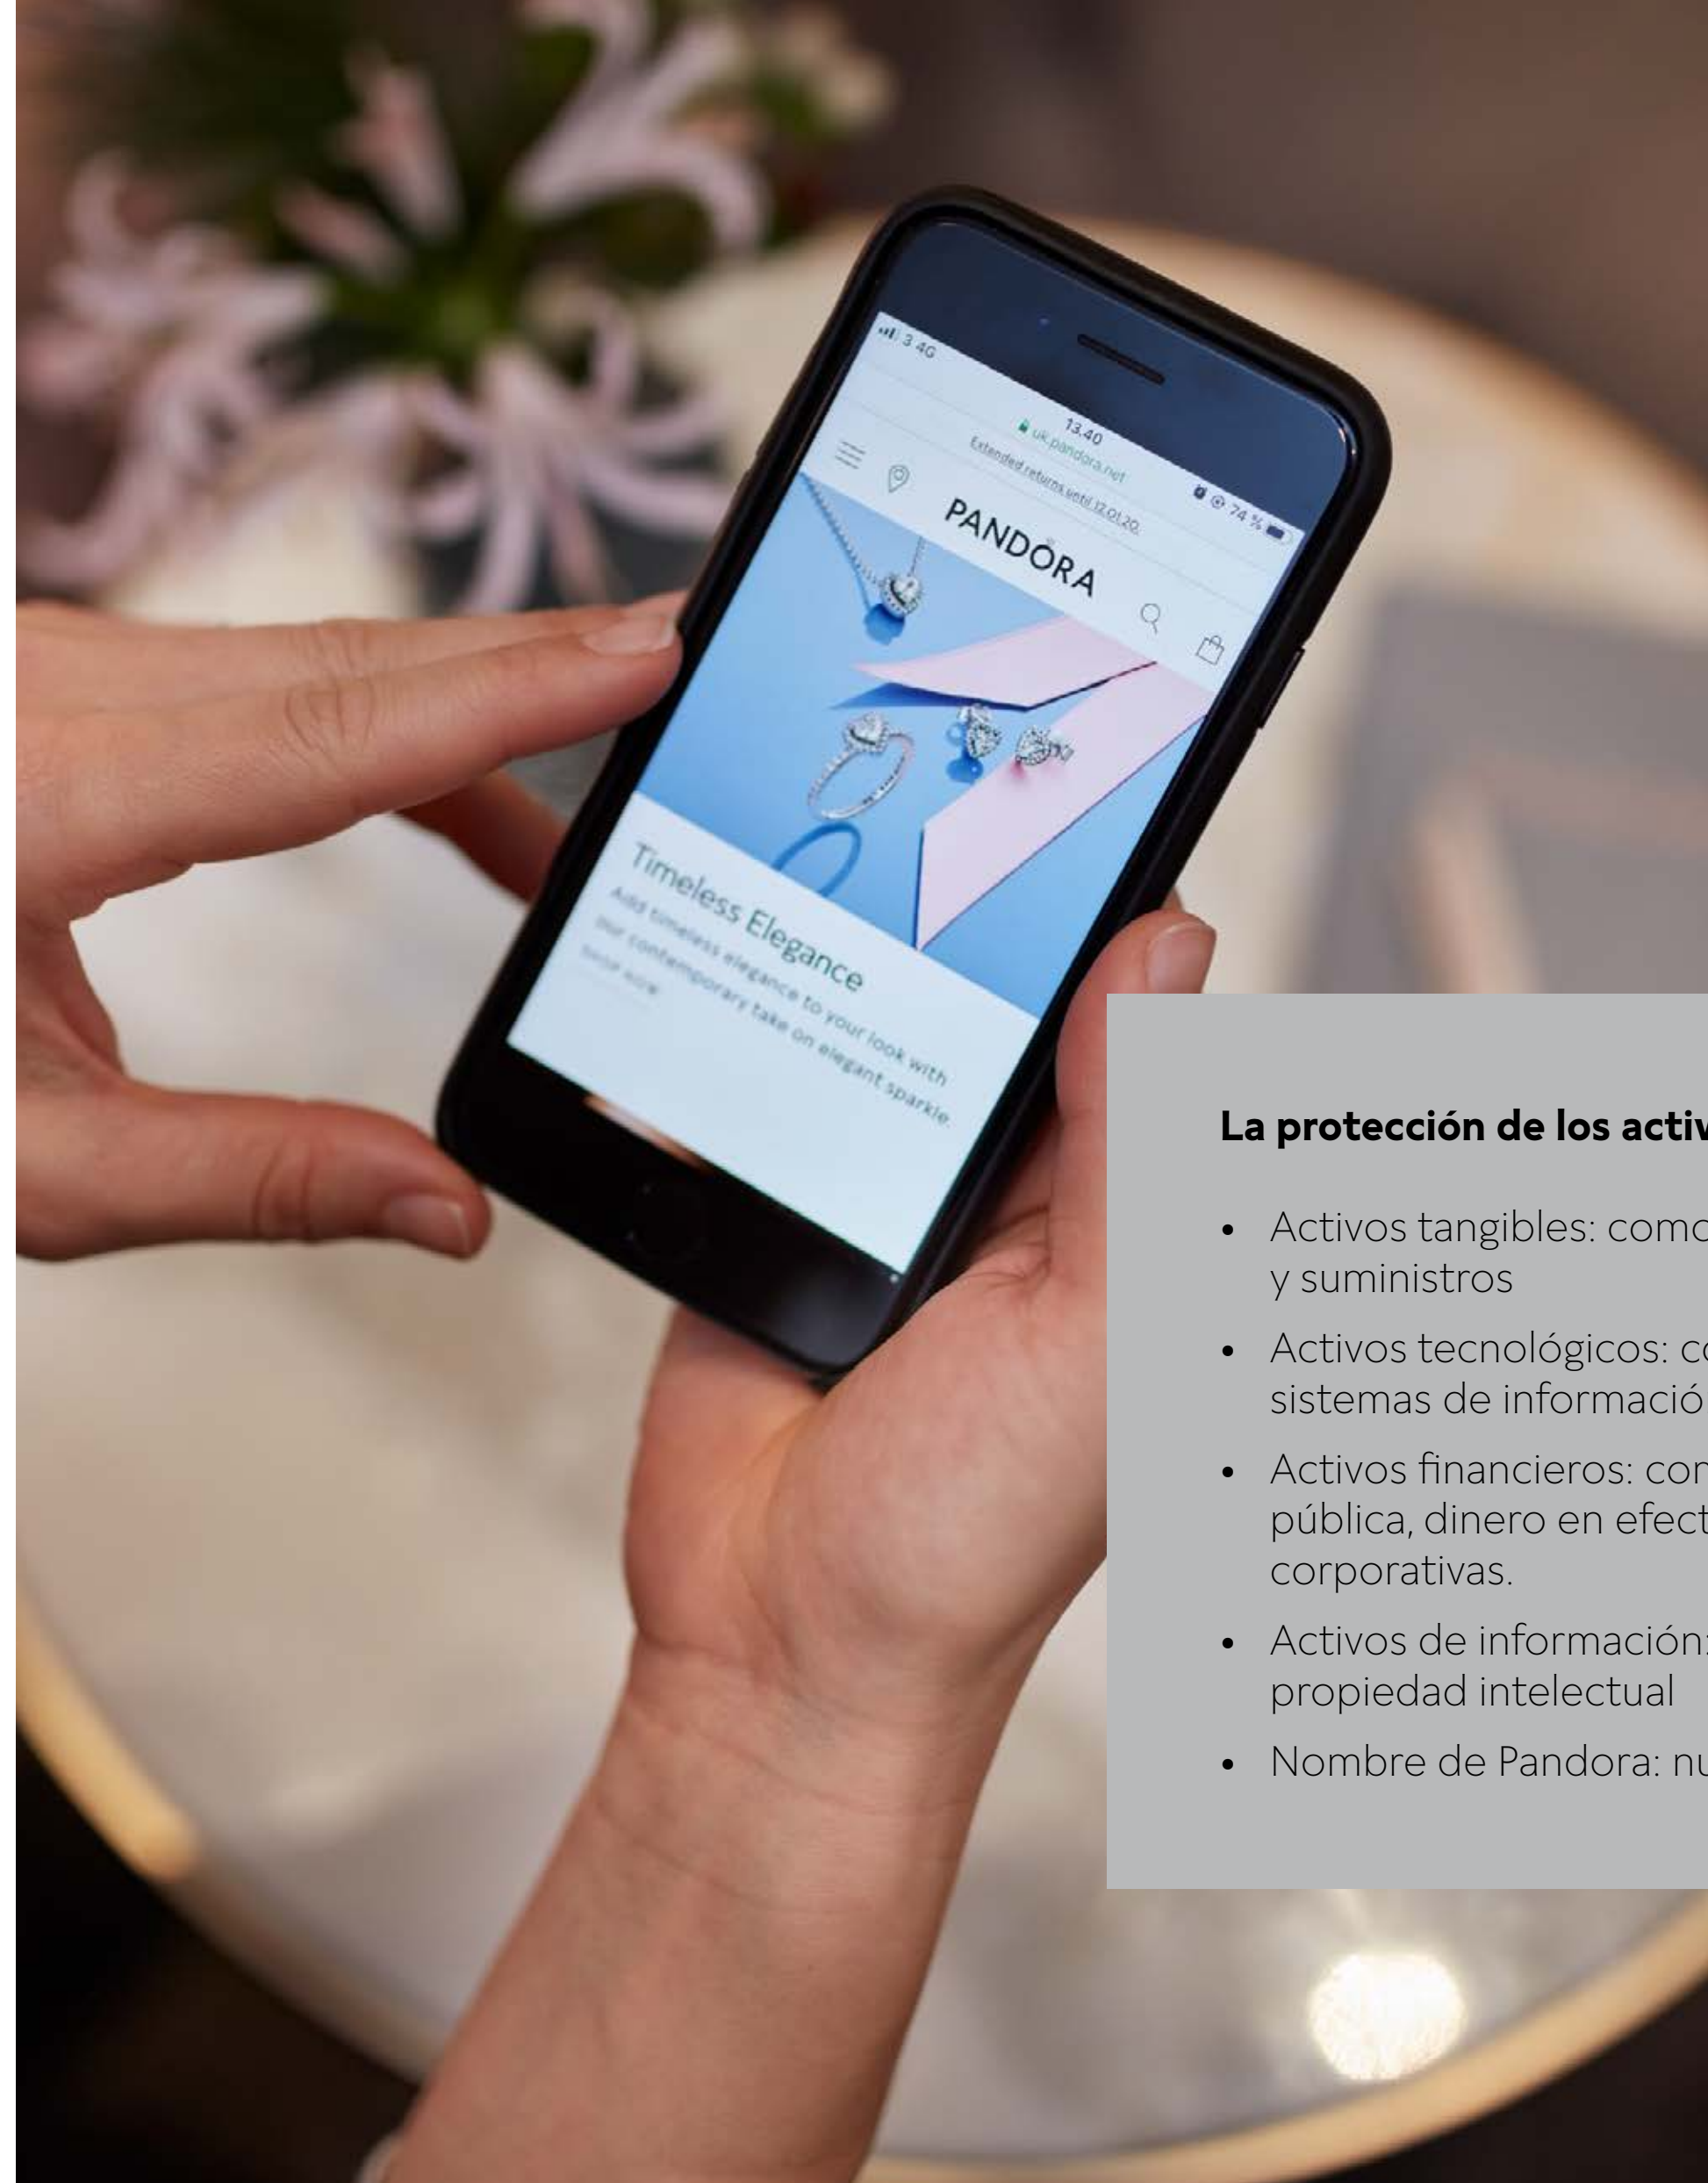 3 4G
13.40
74 %
uk.pandora.net
Extended returns until 12.01.20.
PANDORA
Timeless Elegance
Add timeless elegance to your look with
our contemporary take on elegant sparkle.
SHOP NOW
La protección de los activ
• Activos tangibles: como
y suministros
• Activos tecnológicos: co
sistemas de informació
• Activos financieros: con
pública, dinero en efect
corporativas.
• Activos de información:
propiedad intelectual
• Nombre de Pandora: nu